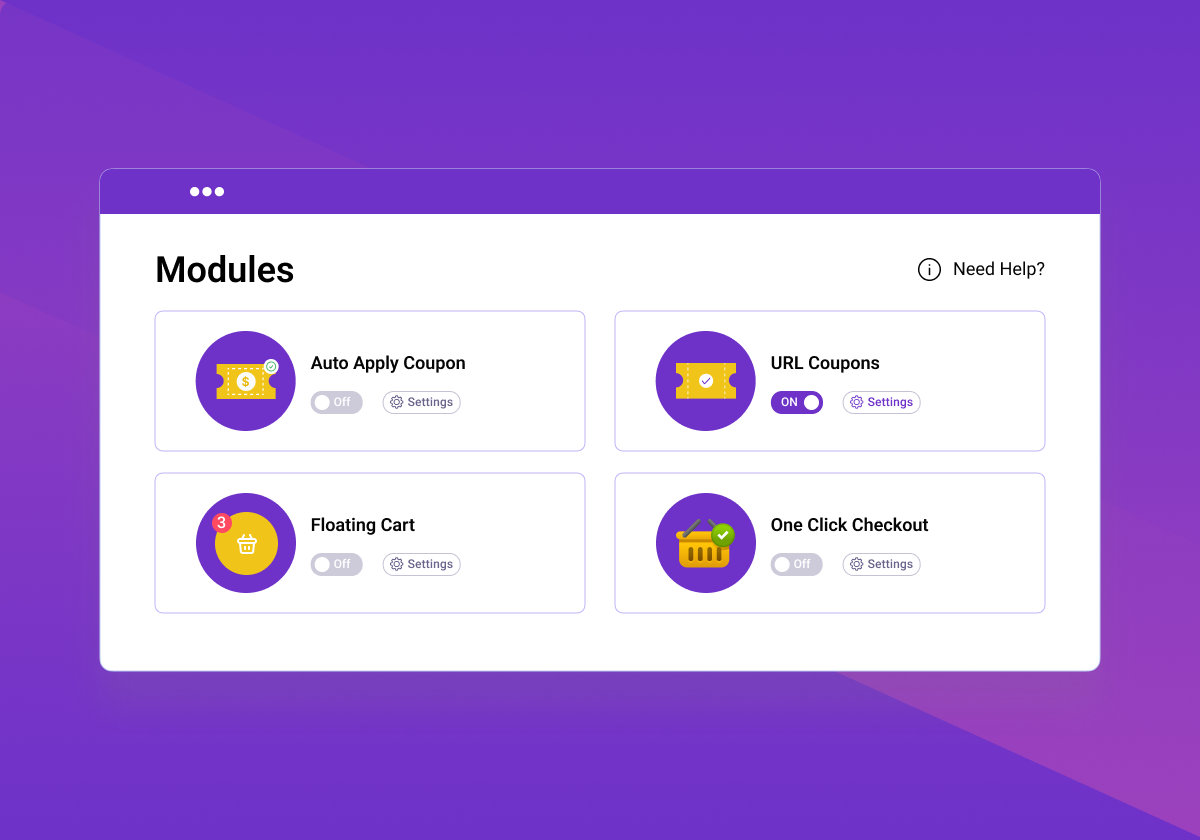 Modules
Need Help?
$
Auto Apply Coupon
Off
Settings
URL Coupons
ON
Settings
3
Floating Cart
Off
Settings
One Click Checkout
Off
Settings